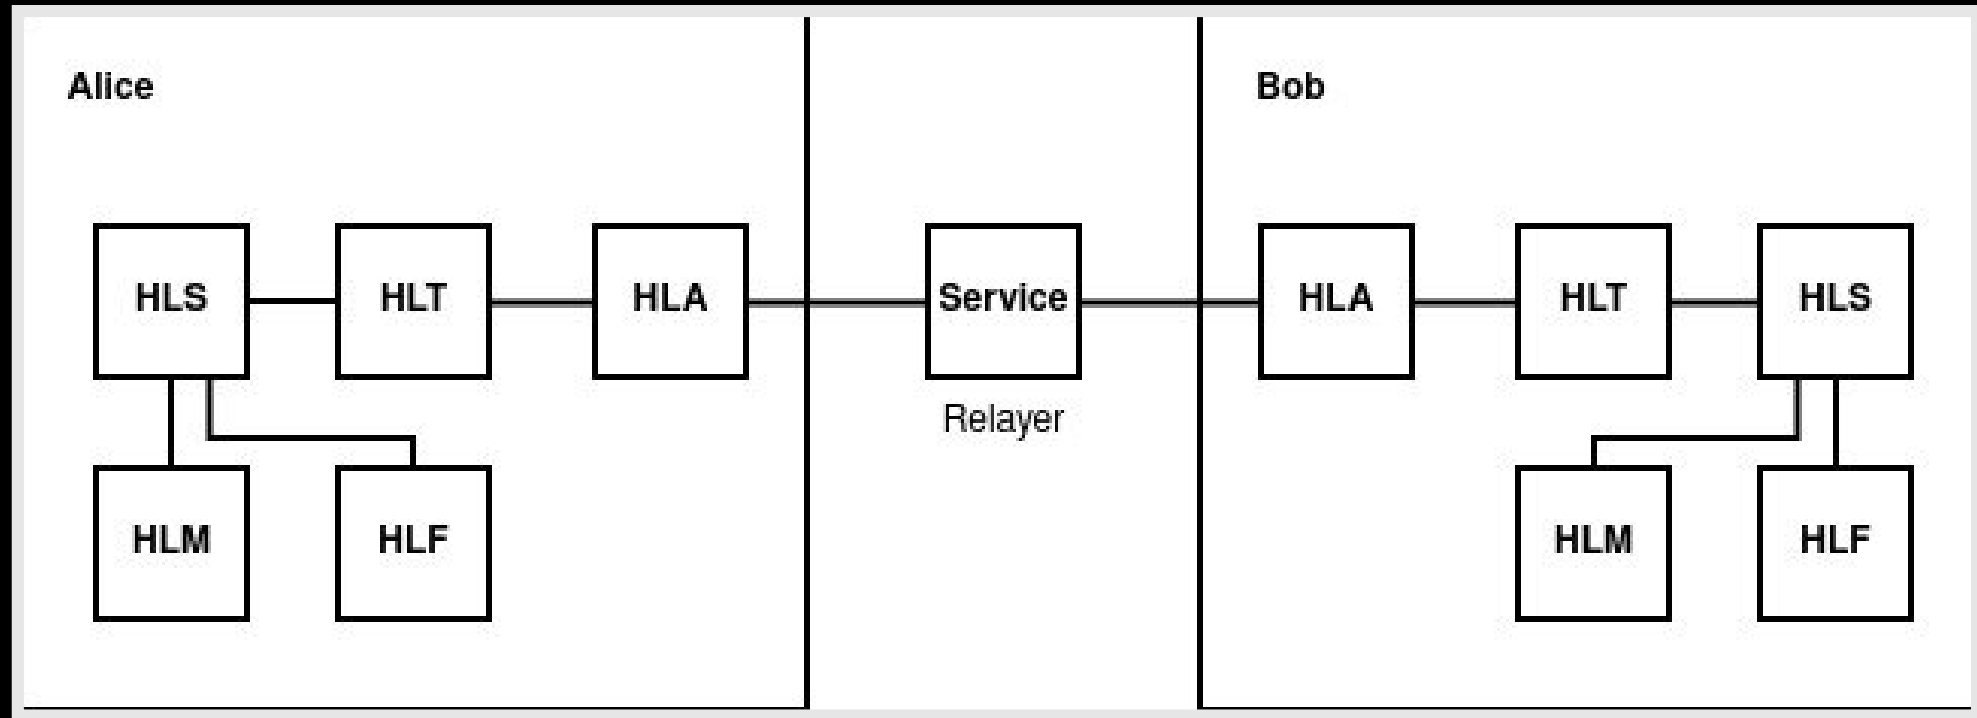 Alice
Bob
HLS
HLT
HLA
Service
HLA
HLT
HLS
Relayer
HLM
HLF
HLM
HLF